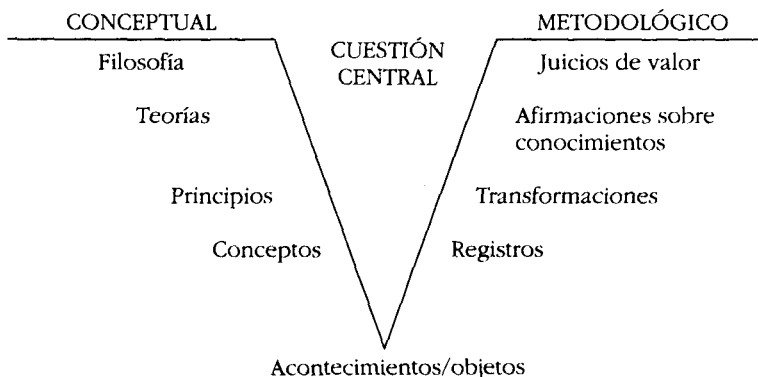 CONCEPTUAL
METODOLÓGICO
CUESTIÓN
CENTRAL
Filosofía
Juicios de valor
Teorías
Afirmaciones sobre
conocimientos
Principios
Transformaciones
Conceptos
Registros
Acontecimientos/objetos